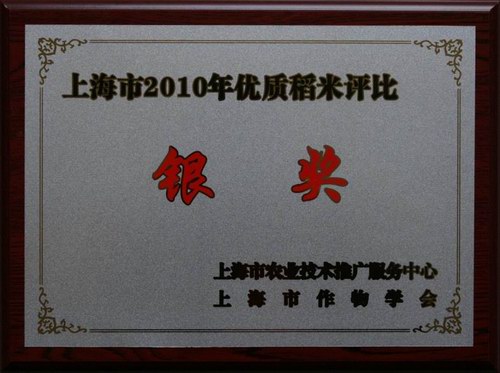 上海市2010年优质稻米评比
银奖
上海市农业技术推广服务中心
上海市作物学会